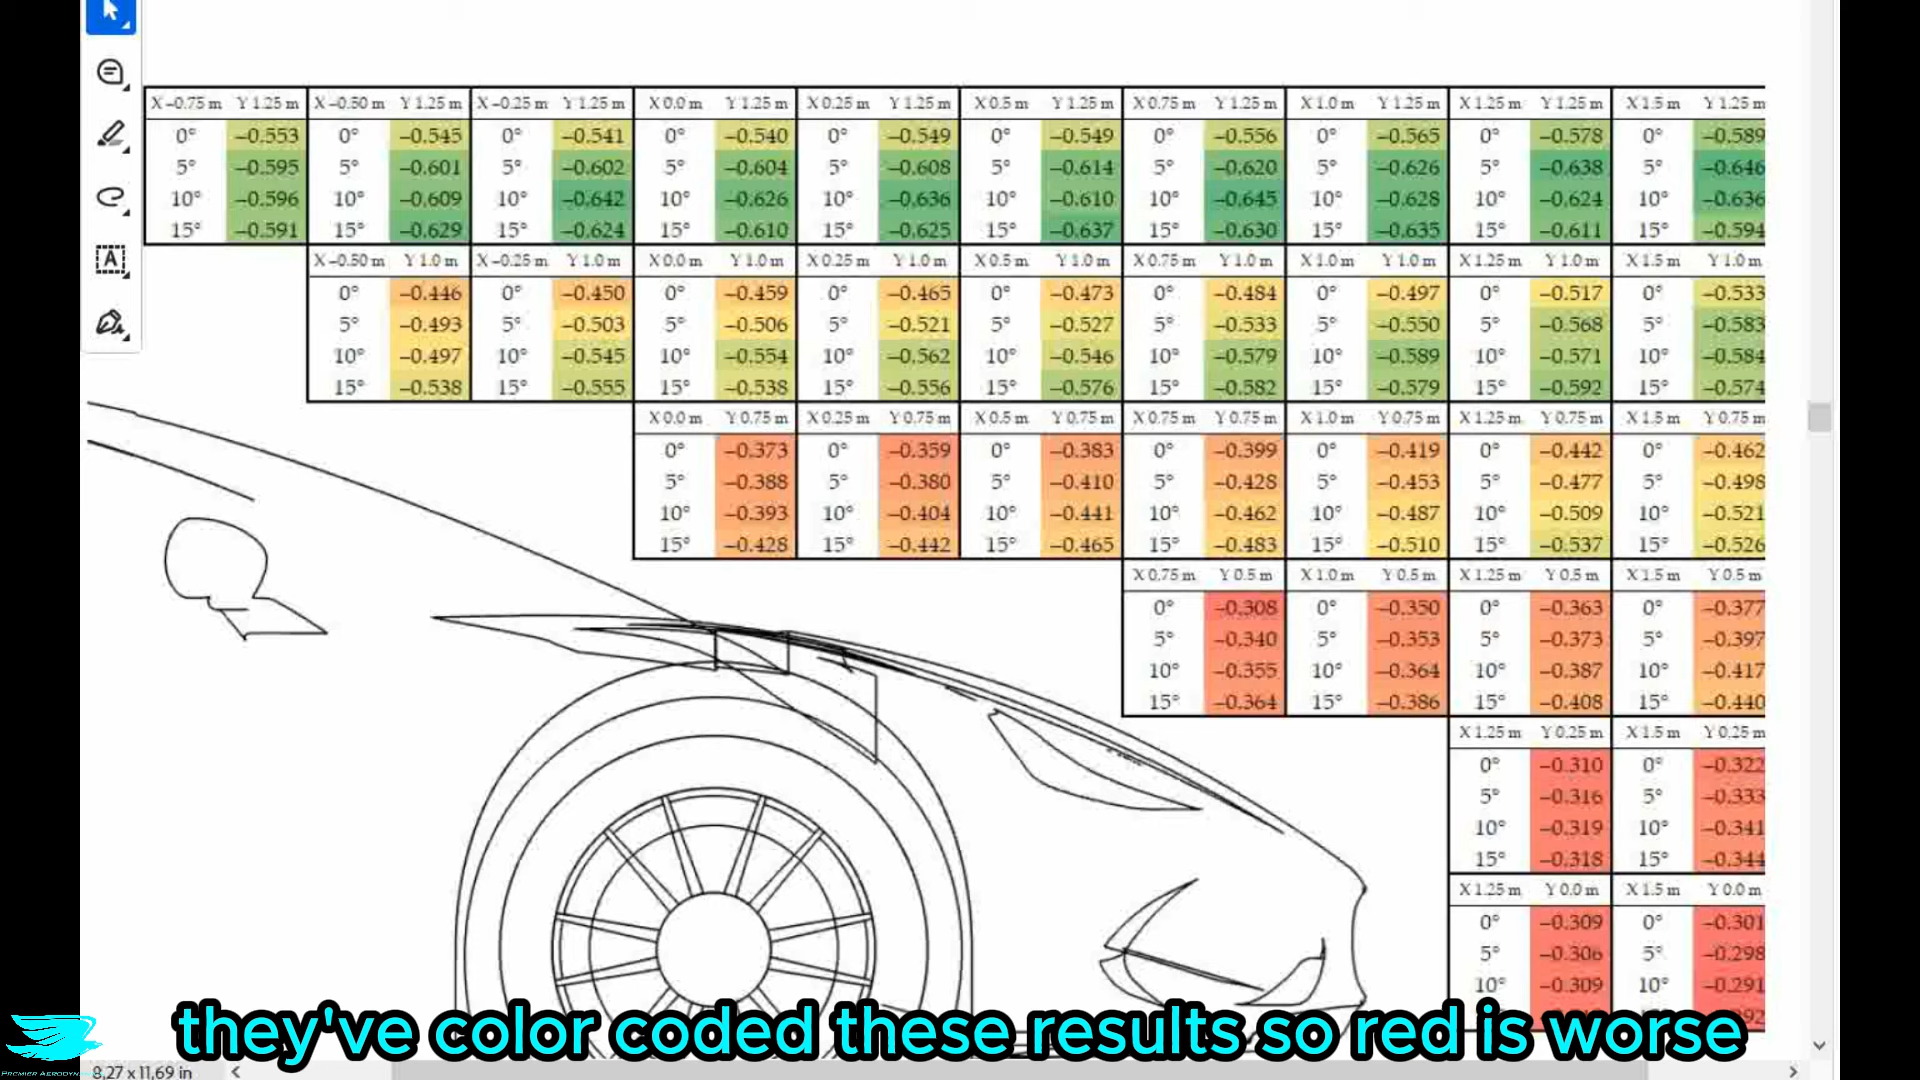 X –0.75 m Y 1.25 m X –0.50 m Y 1.25 m X –0.25 m Y 1.25 m X 0.0 m Y 1.25 m X 0.25 m Y 1.25 m X 0.5 m Y 1.25 m X 0.75 m Y 1.25 m X 1.0 m Y 1.25 m X 1.25 m Y 1.25 m X 1.5 m Y 1.25 m
0° –0.553 0° –0.545 0° –0.541 0° –0.540 0° –0.549 0° –0.549 0° –0.556 0° –0.565 0° –0.578 0° –0.589
5° –0.595 5° –0.601 5° –0.602 5° –0.604 5° –0.608 5° –0.614 5° –0.620 5° –0.626 5° –0.638 5° –0.646
10° –0.596 10° –0.609 10° –0.642 10° –0.626 10° –0.636 10° –0.610 10° –0.645 10° –0.628 10° –0.624 10° –0.636
15° –0.591 15° –0.629 15° –0.624 15° –0.610 15° –0.625 15° –0.637 15° –0.630 15° –0.635 15° –0.611 15° –0.594
X –0.50 m Y 1.0 m X –0.25 m Y 1.0 m X 0.0 m Y 1.0 m X 0.25 m Y 1.0 m X 0.5 m Y 1.0 m X 0.75 m Y 1.0 m X 1.0 m Y 1.0 m X 1.25 m Y 1.0 m X 1.5 m Y 1.0 m
0° –0.446 0° –0.450 0° –0.459 0° –0.465 0° –0.473 0° –0.484 0° –0.497 0° –0.517 0° –0.533
5° –0.493 5° –0.503 5° –0.506 5° –0.521 5° –0.527 5° –0.533 5° –0.550 5° –0.568 5° –0.583
10° –0.497 10° –0.545 10° –0.554 10° –0.562 10° –0.546 10° –0.579 10° –0.589 10° –0.571 10° –0.584
15° –0.538 15° –0.555 15° –0.538 15° –0.556 15° –0.576 15° –0.582 15° –0.579 15° –0.592 15° –0.574
X 0.0 m Y 0.75 m X 0.25 m Y 0.75 m X 0.5 m Y 0.75 m X 0.75 m Y 0.75 m X 1.0 m Y 0.75 m X 1.25 m Y 0.75 m X 1.5 m Y 0.75 m
0° –0.373 0° –0.359 0° –0.383 0° –0.399 0° –0.419 0° –0.442 0° –0.462
5° –0.388 5° –0.380 5° –0.410 5° –0.428 5° –0.453 5° –0.477 5° –0.498
10° –0.393 10° –0.404 10° –0.441 10° –0.462 10° –0.487 10° –0.509 10° –0.521
15° –0.428 15° –0.442 15° –0.465 15° –0.483 15° –0.510 15° –0.537 15° –0.526
X 0.75 m Y 0.5 m X 1.0 m Y 0.5 m X 1.25 m Y 0.5 m X 1.5 m Y 0.5 m
0° –0.308 0° –0.350 0° –0.363 0° –0.377
5° –0.340 5° –0.353 5° –0.373 5° –0.397
10° –0.355 10° –0.364 10° –0.387 10° –0.417
15° –0.364 15° –0.386 15° –0.408 15° –0.440
X 1.25 m Y 0.25 m X 1.5 m Y 0.25 m
0° –0.310 0° –0.322
5° –0.316 5° –0.333
10° –0.319 10° –0.341
15° –0.318 15° –0.344
X 1.25 m Y 0.0 m X 1.5 m Y 0.0 m
0° –0.309 0° –0.301
5° –0.306 5° –0.298
10° –0.309 10° –0.291
they've color coded these results so red is worse
8,27 x 11,69 in